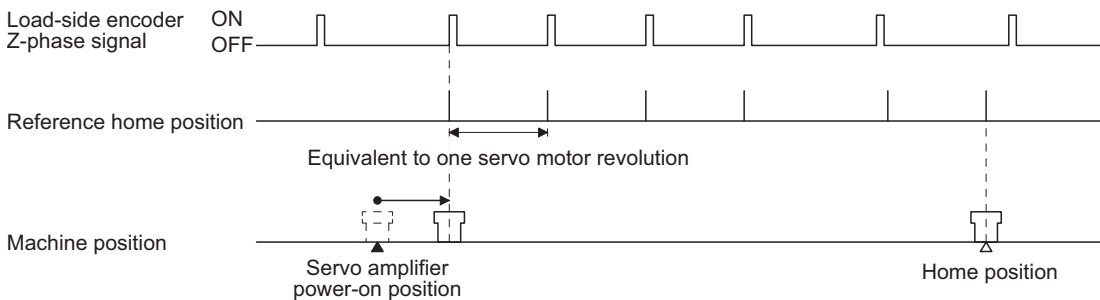 Load-side encoder ON
Z-phase signal OFF
Reference home position
Equivalent to one servo motor revolution
Machine position
Servo amplifier
power-on position
Home position